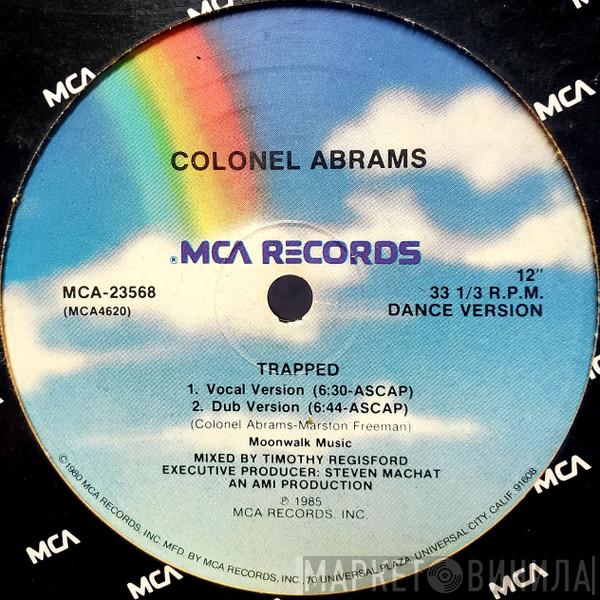 MCA
MCA
MCA
COLONEL ABRAMS
® MCA RECORDS
MCA-23568
(MCA4620)
12"
33 1/3 R.P.M.
DANCE VERSION
TRAPPED
1. Vocal Version (6:30-ASCAP)
2. Dub Version (6:44-ASCAP)
(Colonel Abrams-Marston Freeman)
Moonwalk Music
MIXED BY TIMOTHY REGISFORD
EXECUTIVE PRODUCER: STEVEN MACHAT
AN AMI PRODUCTION
℗ 1985
MCA RECORDS, INC.
©1980 MCA RECORDS, INC. MFD. BY MCA RECORDS, INC., 70 UNIVERSAL PLAZA, UNIVERSAL CITY, CALIF. 91608
MCA
MCA
MCA
MCA
МАРКЕТ ВИНИЛА